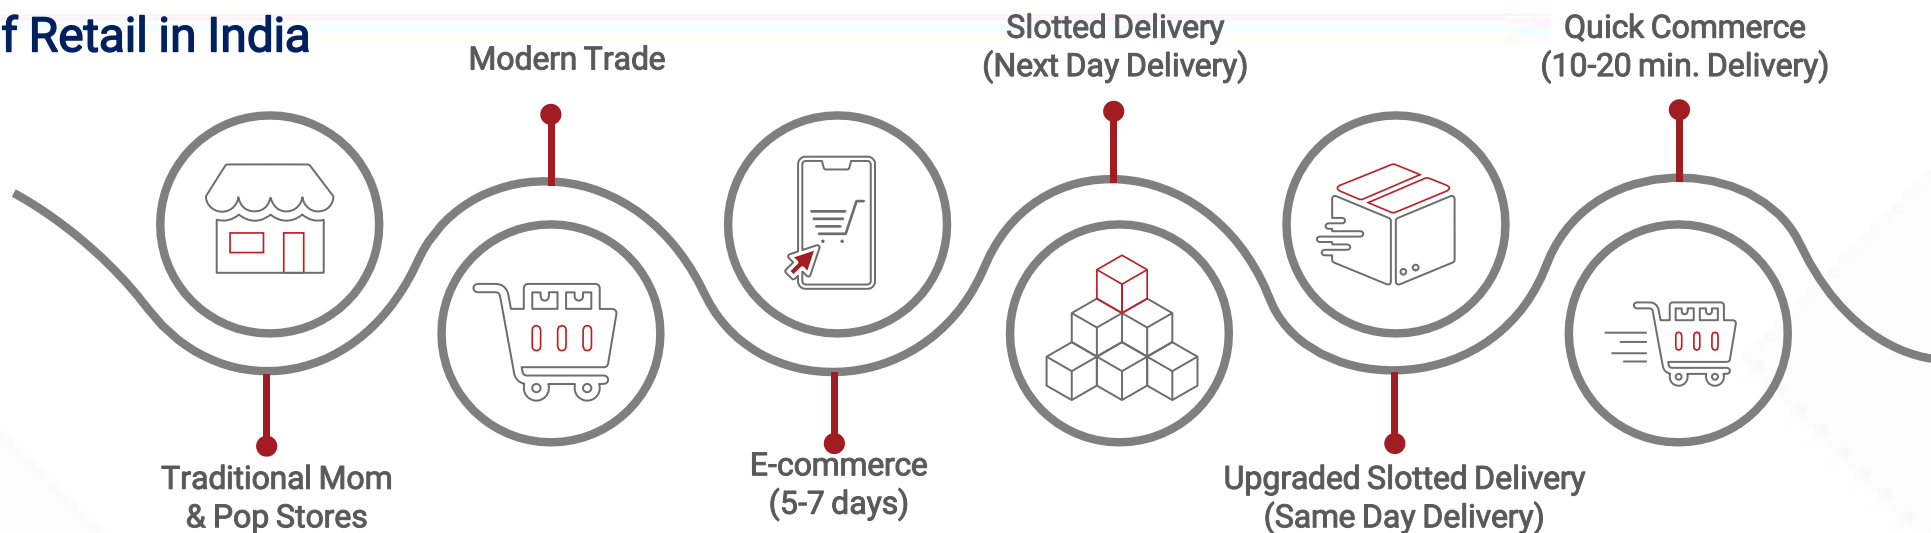 f Retail in India
Traditional Mom
& Pop Stores
Modern Trade
E-commerce
(5-7 days)
Slotted Delivery
(Next Day Delivery)
Upgraded Slotted Delivery
(Same Day Delivery)
Quick Commerce
(10-20 min. Delivery)